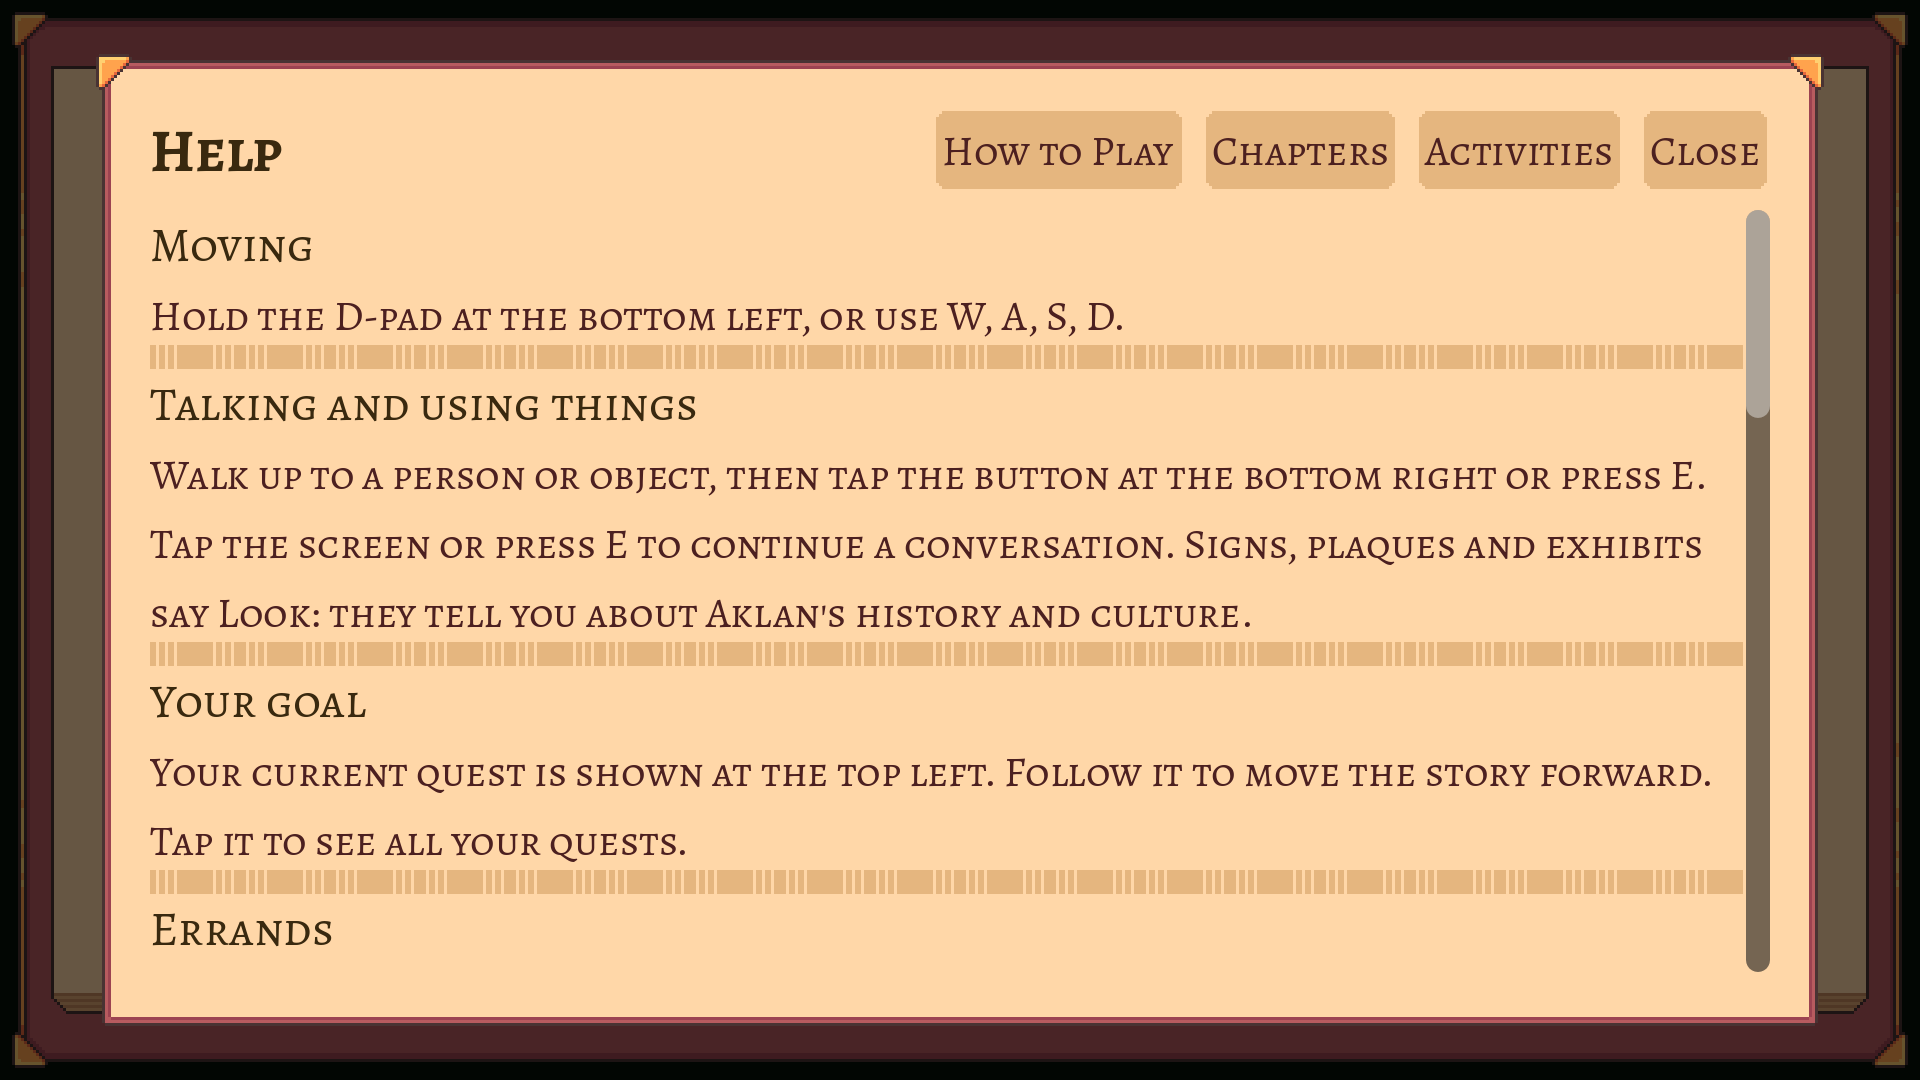 Help
How to Play
Chapters
Activities
Close
Moving
Hold the D-pad at the bottom left, or use W, A, S, D.
Talking and using things
Walk up to a person or object, then tap the button at the bottom right or press E.
Tap the screen or press E to continue a conversation. Signs, plaques and exhibits
say Look: they tell you about Aklan's history and culture.
Your goal
Your current quest is shown at the top left. Follow it to move the story forward.
Tap it to see all your quests.
Errands